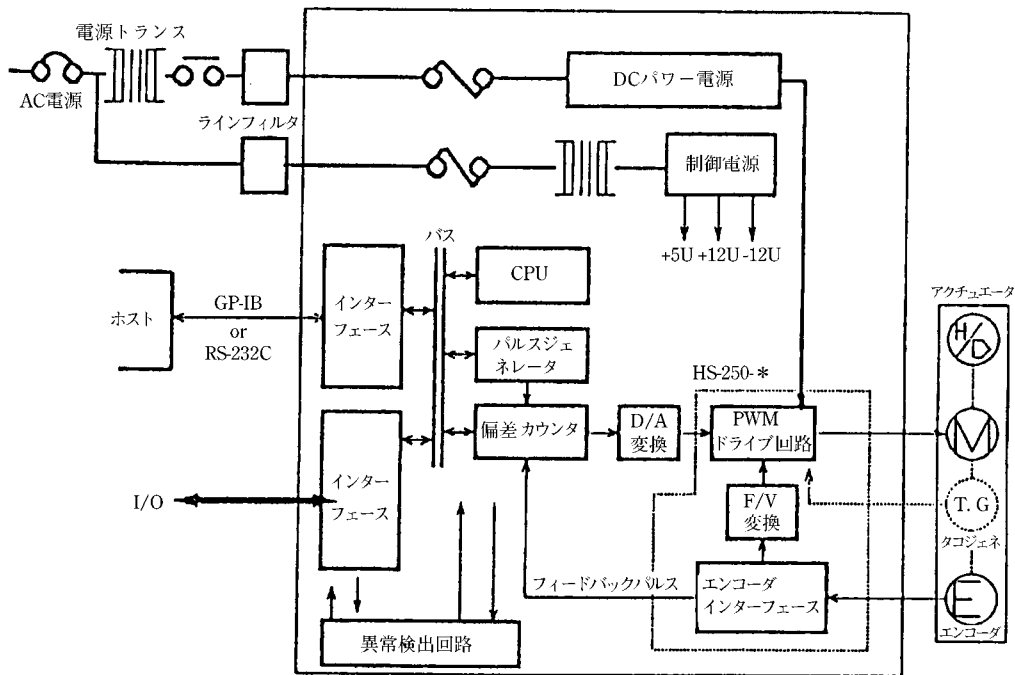 電源トランス
AC電源
ラインフィルタ
DCパワー電源
制御電源
+5U +12U -12U
バス
ホスト
GP-IB
or
RS-232C
インター
フェース
CPU
パルスジェ
ネレータ
偏差カウンタ
D/A
変換
HS-250-*
PWM
ドライブ回路
F/V
変換
エンコーダ
インターフェース
フィードバックパルス
I/O
インター
フェース
異常検出回路
アクチュエータ
H/D
M
T.G
タコジェネ
E
エンコーダ